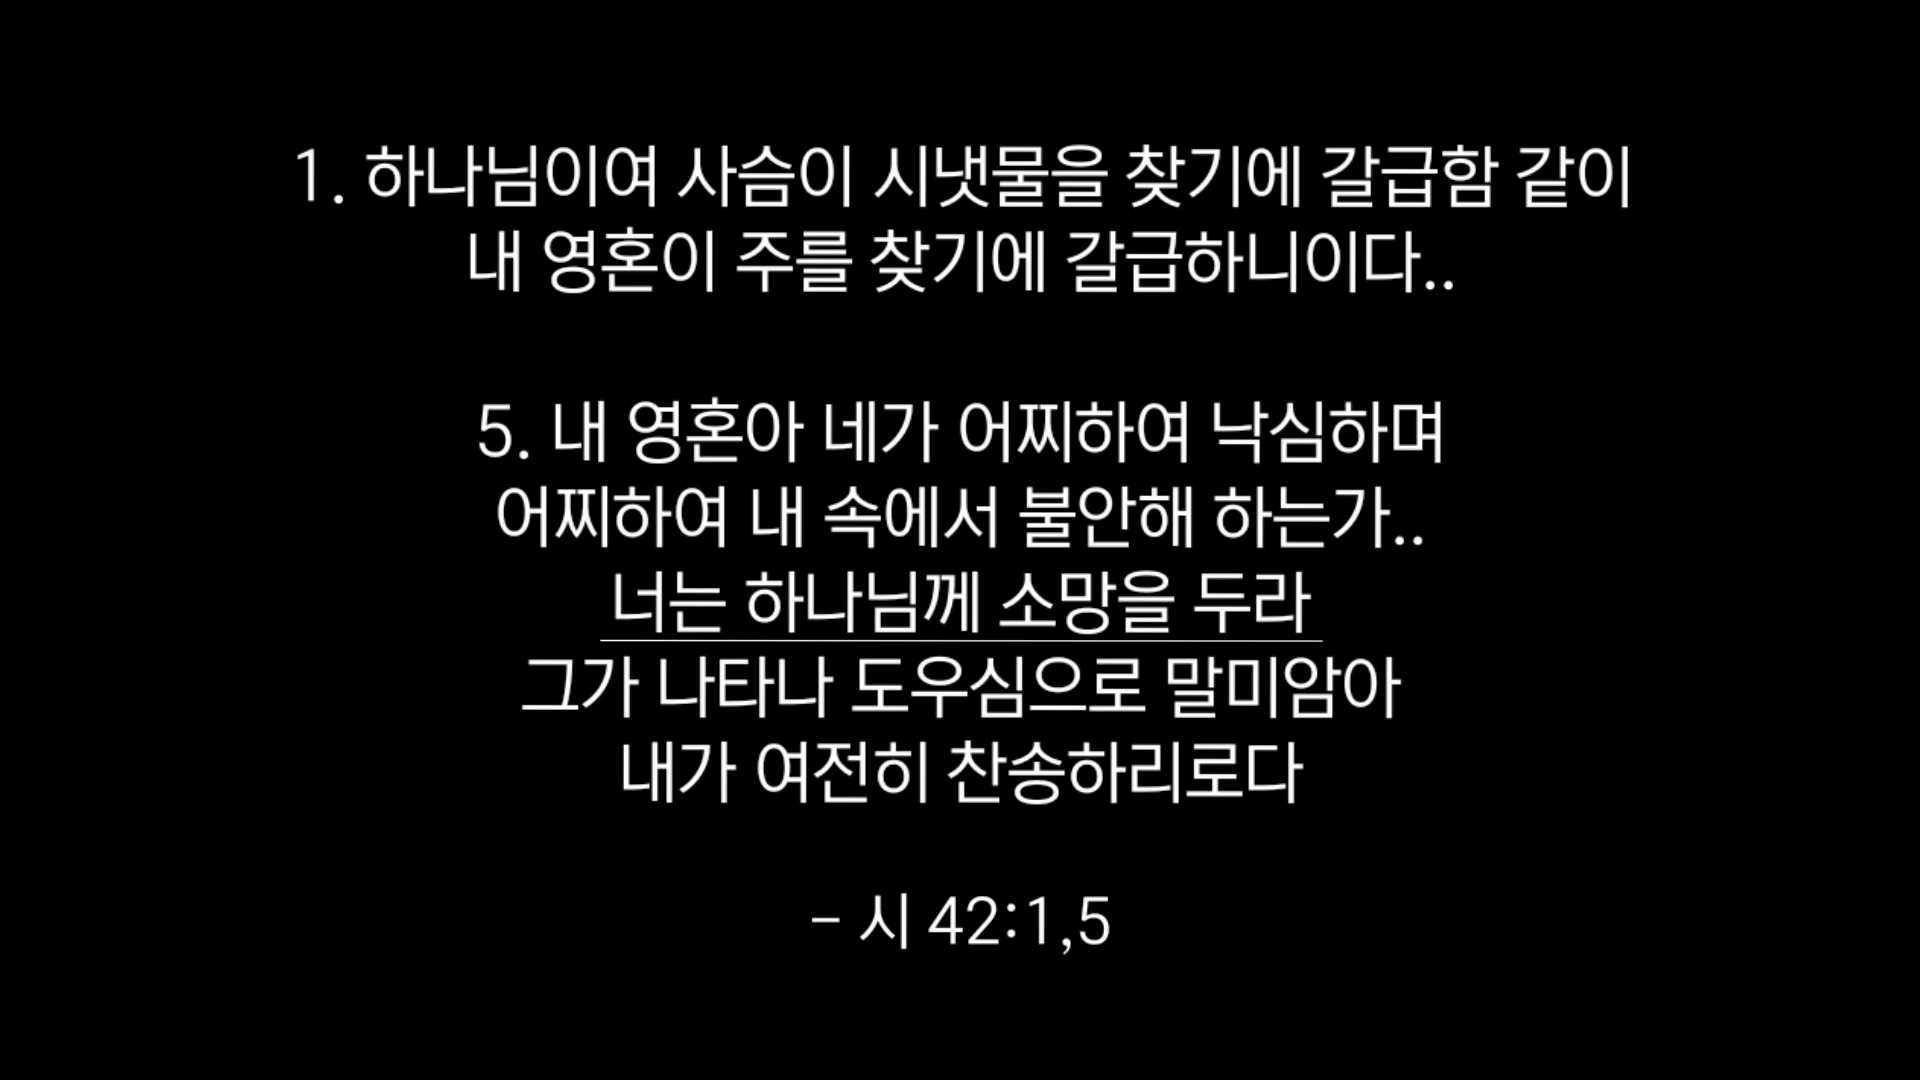 1. 하나님이여 사슴이 시냇물을 찾기에 갈급함 같이
내 영혼이 주를 찾기에 갈급하니이다..
5. 내 영혼아 네가 어찌하여 낙심하며
어찌하여 내 속에서 불안해 하는가..
너는 하나님께 소망을 두라
그가 나타나 도우심으로 말미암아
내가 여전히 찬송하리로다
- 시 42:1,5